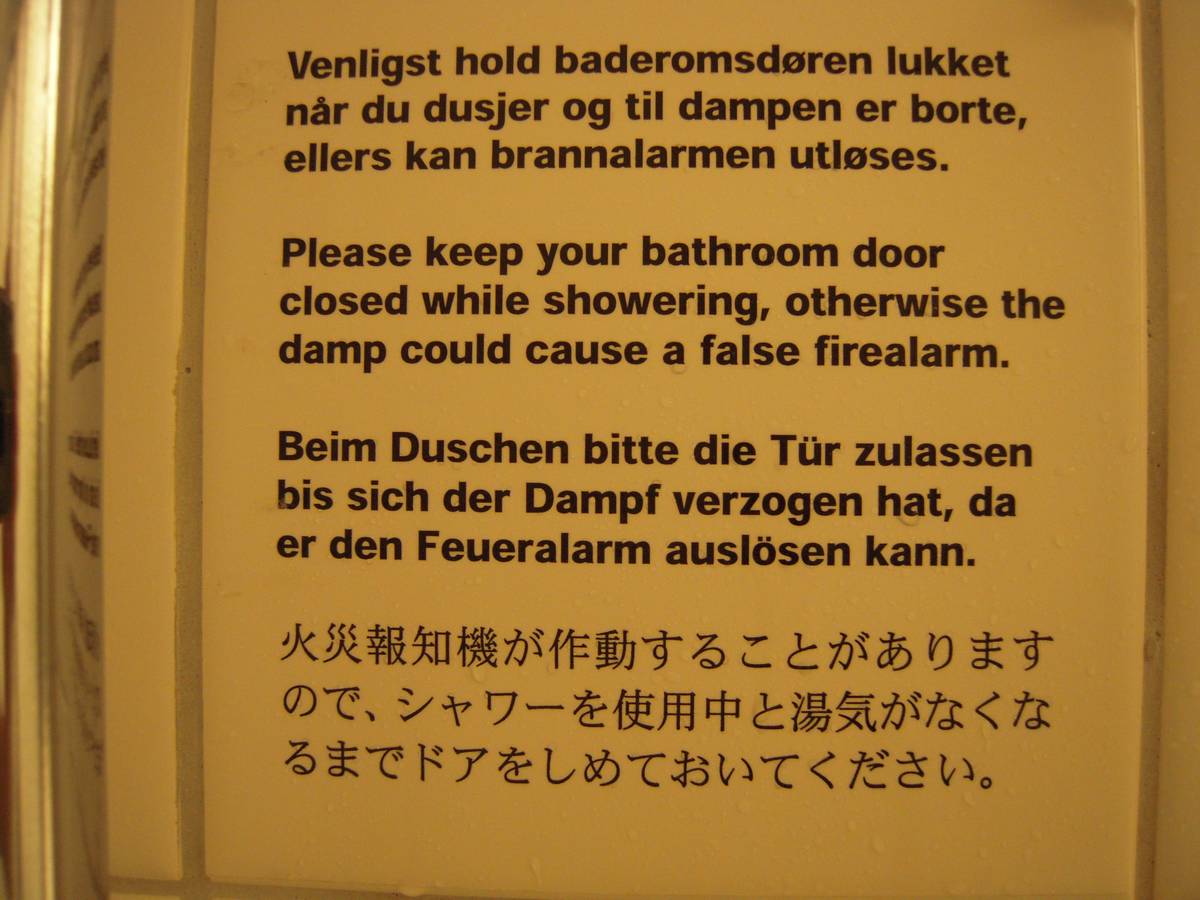 Venligst hold baderomsdøren lukket
når du dusjer og til dampen er borte,
ellers kan brannalarmen utløses.
Please keep your bathroom door
closed while showering, otherwise the
damp could cause a false firealarm.
Beim Duschen bitte die Tür zulassen
bis sich der Dampf verzogen hat, da
er den Feueralarm auslösen kann.
火災報知機が作動することがあります
ので、シャワーを使用中と湯気がなくな
るまでドアをしめておいてください。